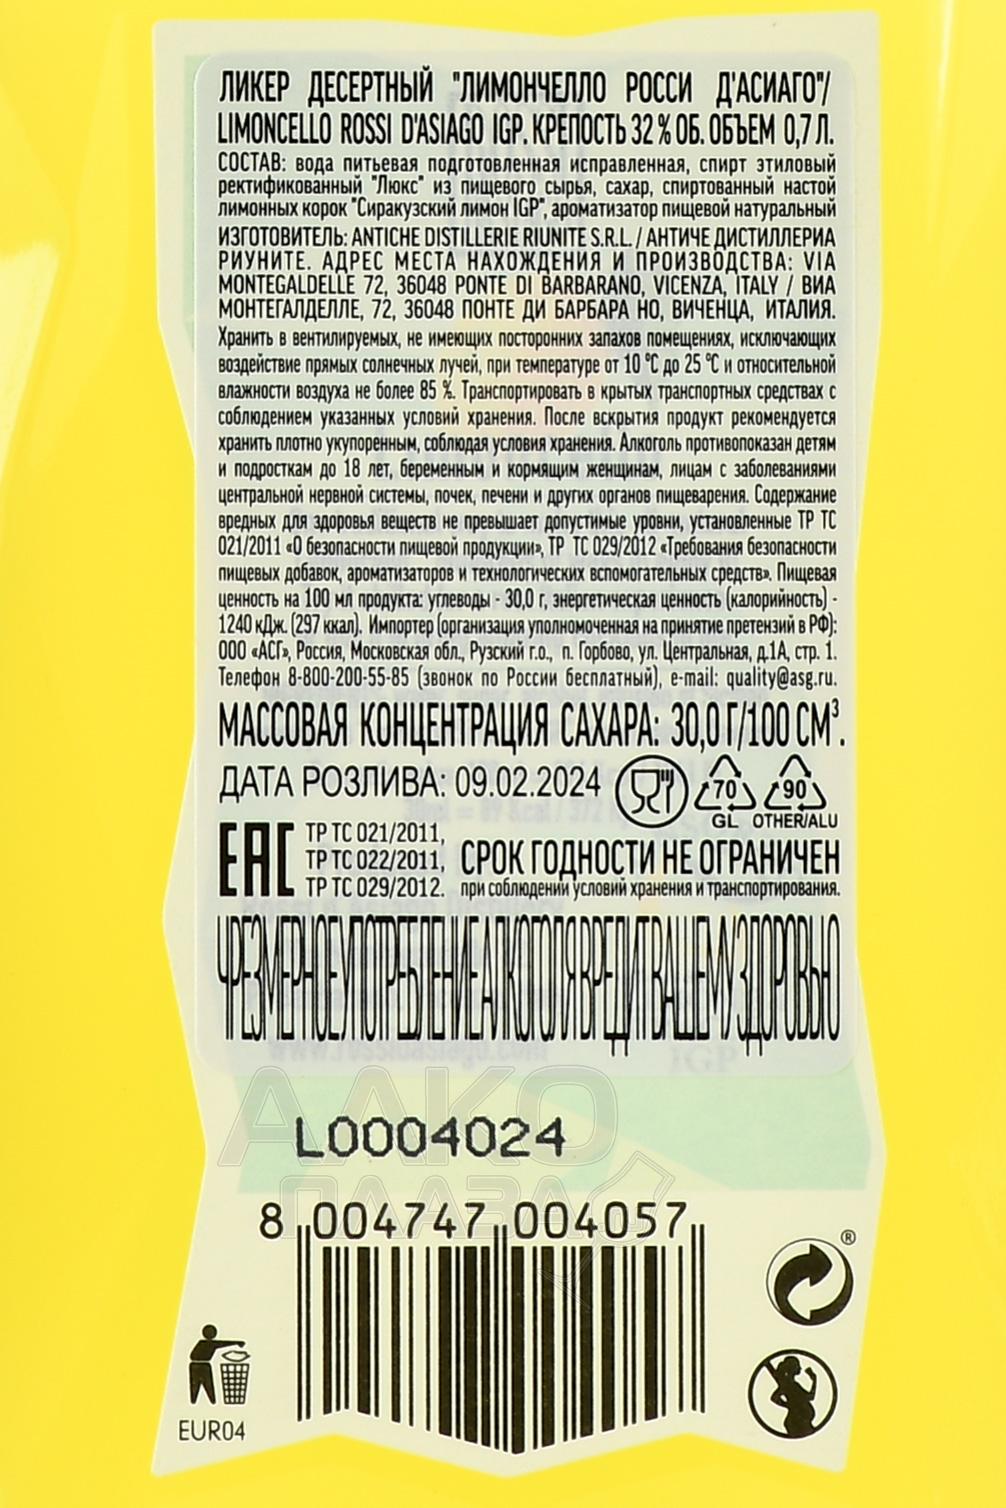 ЛИКЕР ДЕСЕРТНЫЙ "ЛИМОНЧЕЛЛО РОССИ Д'АСИАГО"/
LIMONCELLO ROSSI D'ASIAGO IGP. КРЕПОСТЬ 32 % ОБ. ОБЪЕМ 0,7 Л.
СОСТАВ: вода питьевая подготовленная исправленная, спирт этиловый
ректификованный "Люкс" из пищевого сырья, сахар, спиртованный настой
лимонных корок "Сиракузский лимон IGP", ароматизатор пищевой натуральный
ИЗГОТОВИТЕЛЬ: ANTICHE DISTILLERIE RIUNITE S.R.L. / АНТИЧЕ ДИСТИЛЛЕРИА
РИУНИТЕ. АДРЕС МЕСТА НАХОЖДЕНИЯ И ПРОИЗВОДСТВА: VIA
MONTEGALDELLE 72, 36048 PONTE DI BARBARANO, VICENZA, ITALY / ВИА
МОНТЕГАЛДЕЛЛЕ, 72, 36048 ПОНТЕ ДИ БАРБАРА НО, ВИЧЕНЦА, ИТАЛИЯ.
Хранить в вентилируемых, не имеющих посторонних запахов помещениях, исключающих
воздействие прямых солнечных лучей, при температуре от 10 °С до 25 °С и относительной
влажности воздуха не более 85 %. Транспортировать в крытых транспортных средствах с
соблюдением указанных условий хранения. После вскрытия продукт рекомендуется
хранить плотно укупоренным, соблюдая условия хранения. Алкоголь противопоказан детям
и подросткам до 18 лет, беременным и кормящим женщинам, лицам с заболеваниями
центральной нервной системы, почек, печени и других органов пищеварения. Содержание
вредных для здоровья веществ не превышает допустимые уровни, установленные ТР ТС
021/2011 «О безопасности пищевой продукции», ТР ТС 029/2012 «Требования безопасности
пищевых добавок, ароматизаторов и технологических вспомогательных средств». Пищевая
ценность на 100 мл продукта: углеводы - 30,0 г, энергетическая ценность (калорийность) -
1240 кДж. (297 ккал). Импортер (организация уполномоченная на принятие претензий в РФ):
ООО «АСГ», Россия, Московская обл., Рузский г.о., п. Горбово, ул. Центральная, д.1А, стр. 1.
Телефон 8-800-200-55-85 (звонок по России бесплатный), e-mail: quality@asg.ru.
МАССОВАЯ КОНЦЕНТРАЦИЯ САХАРА: 30,0 Г/100 СМ³.
ДАТА РОЗЛИВА: 09.02.2024
70 90
GL OTHER/ALU
EAC
ТР ТС 021/2011,
ТР ТС 022/2011,
ТР ТС 029/2012.
СРОК ГОДНОСТИ НЕ ОГРАНИЧЕН
при соблюдении условий хранения и транспортирования.
ЧРЕЗМЕРНОЕ УПОТРЕБЛЕНИЕ АЛКОГОЛЯ ВРЕДИТ ВАШЕМУ ЗДОРОВЬЮ
www.rossidasiago.com
IGP
L0004024
АЛКО
ПЛАЗА
8 004747 004057
®
EUR04